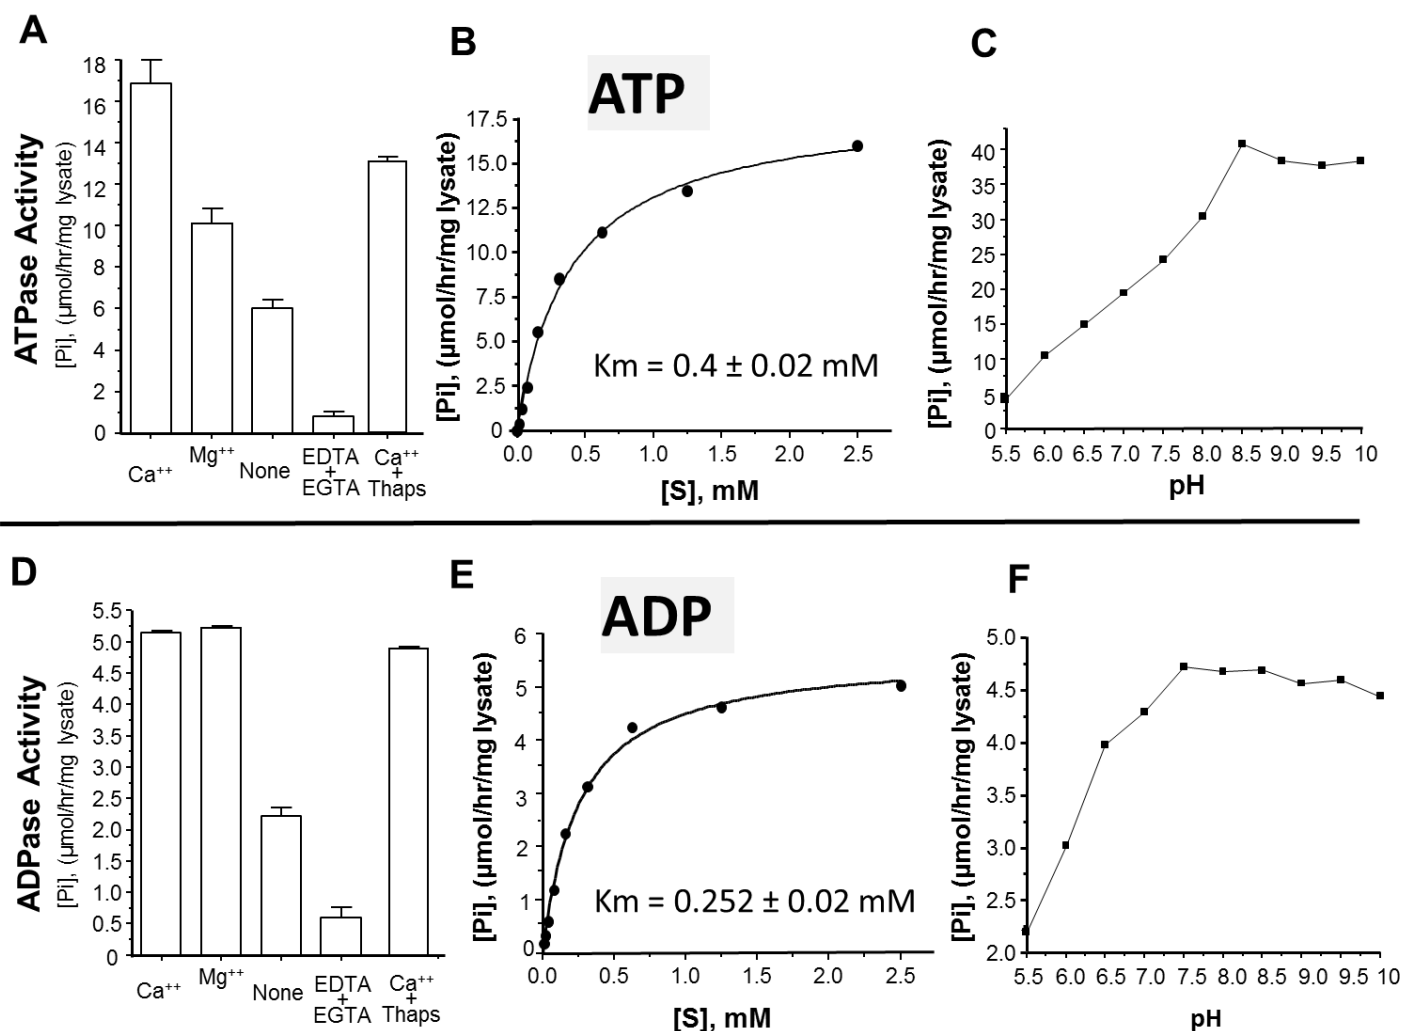 A
ATPase Activity
[Pi], (µmol/hr/mg lysate)
18
16
14
12
10
8
6
4
2
0
Ca⁺⁺
Mg⁺⁺
None
EDTA
+
EGTA
Ca⁺⁺
+
Thaps
B
ATP
[Pi], (µmol/hr/mg lysate)
17.5
15.0
12.5
10.0
7.5
5.0
2.5
0
Km = 0.4 ± 0.02 mM
0.0 0.5 1.0 1.5 2.0 2.5
[S], mM
C
[Pi], (µmol/hr/mg lysate)
40
35
30
25
20
15
10
5
0
5.5 6.0 6.5 7.0 7.5 8.0 8.5 9.0 9.5 10
pH
D
ADPase Activity
[Pi], (µmol/hr/mg lysate)
5.5
5.0
4.5
4.0
3.5
3.0
2.5
2.0
1.5
1.0
0.5
0
Ca⁺⁺
Mg⁺⁺
None
EDTA
+
EGTA
Ca⁺⁺
+
Thaps
E
ADP
[Pi], (µmol/hr/mg lysate)
6
5
4
3
2
1
0
Km = 0.252 ± 0.02 mM
0.0 0.5 1.0 1.5 2.0 2.5
[S], mM
F
[Pi], (µmol/hr/mg lysate)
5.0
4.5
4.0
3.5
3.0
2.5
2.0
5.5 6.0 6.5 7.0 7.5 8.0 8.5 9.0 9.5 10
pH